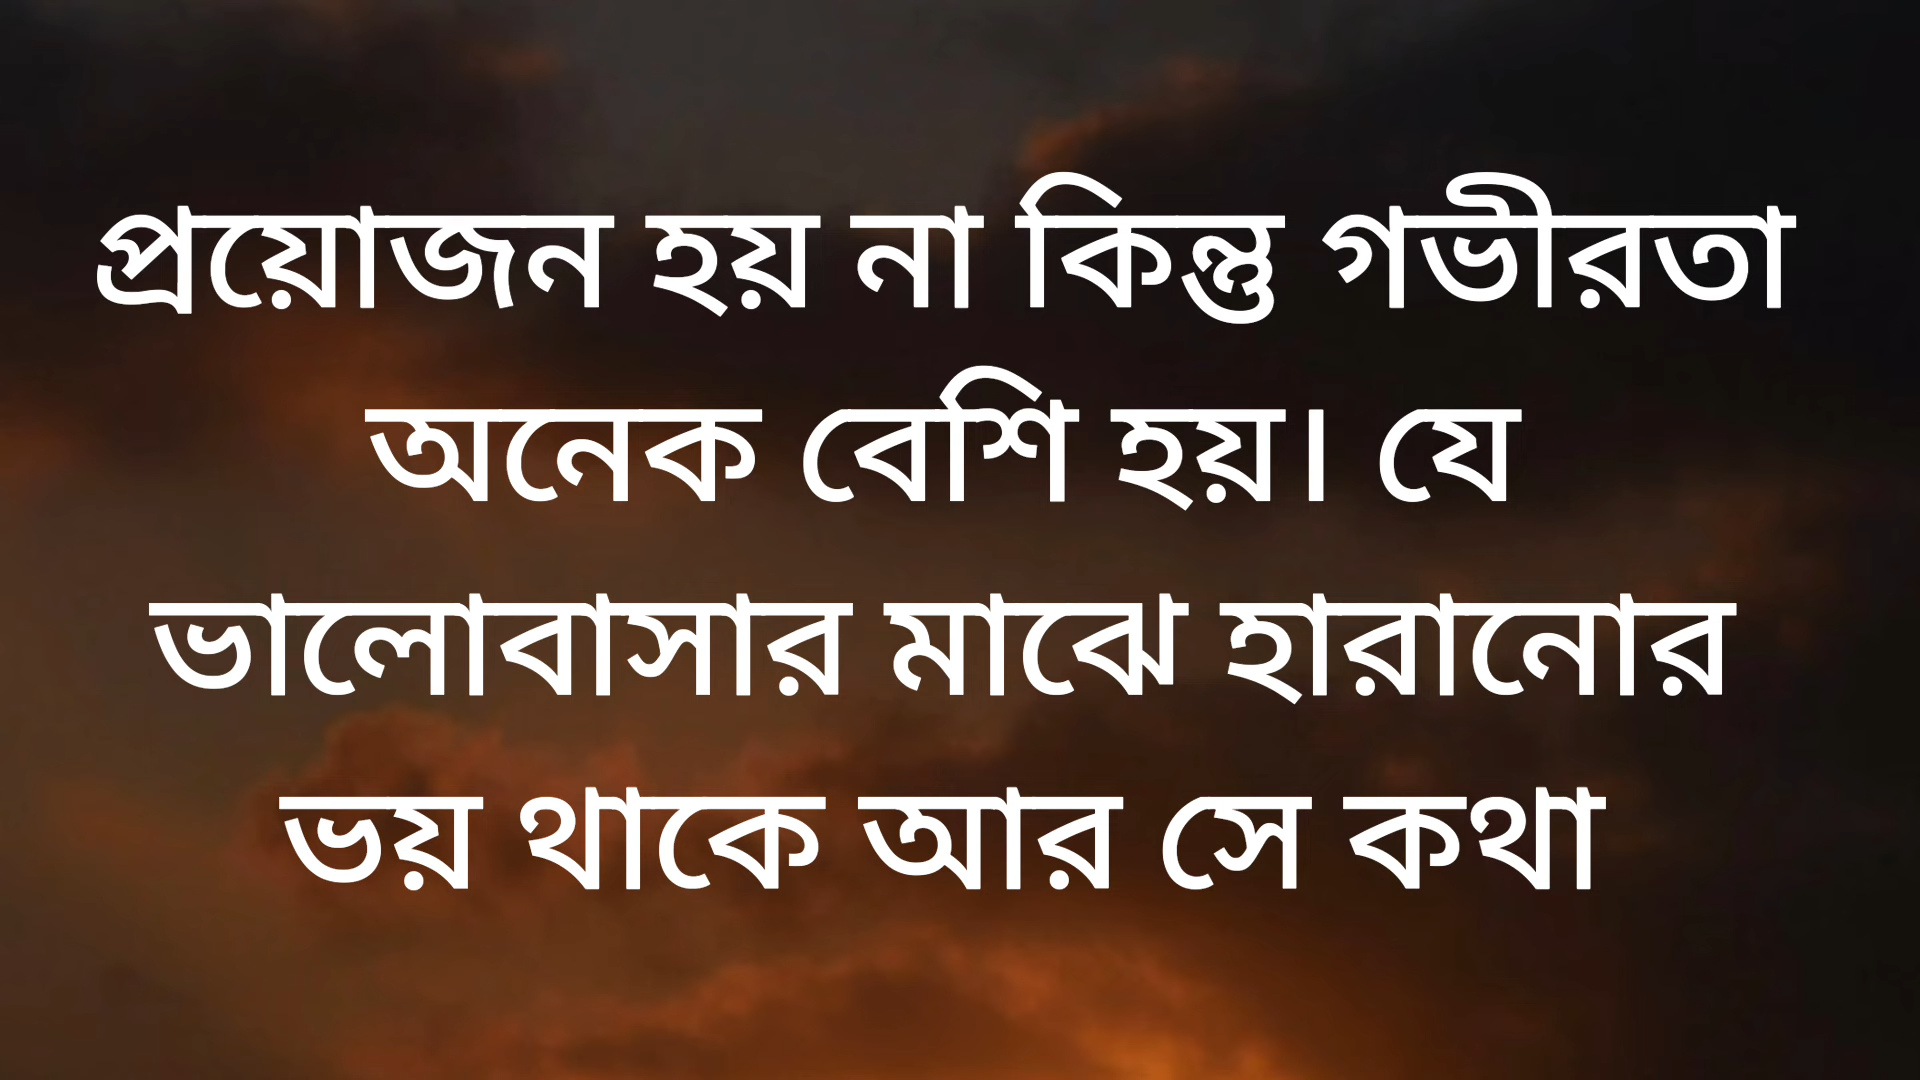 প্রয়োজন হয় না কিন্তু গভীরতা
অনেক বেশি হয়। যে
ভালোবাসার মাঝে হারানোর
ভয় থাকে আর সে কথা